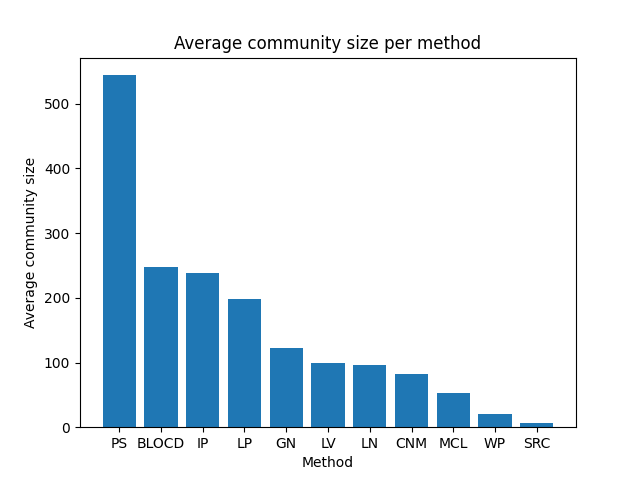 Average community size per method
Average community size
500
400
300
200
100
0
PS BLOCD IP LP GN LV LN CNM MCL WP SRC
Method